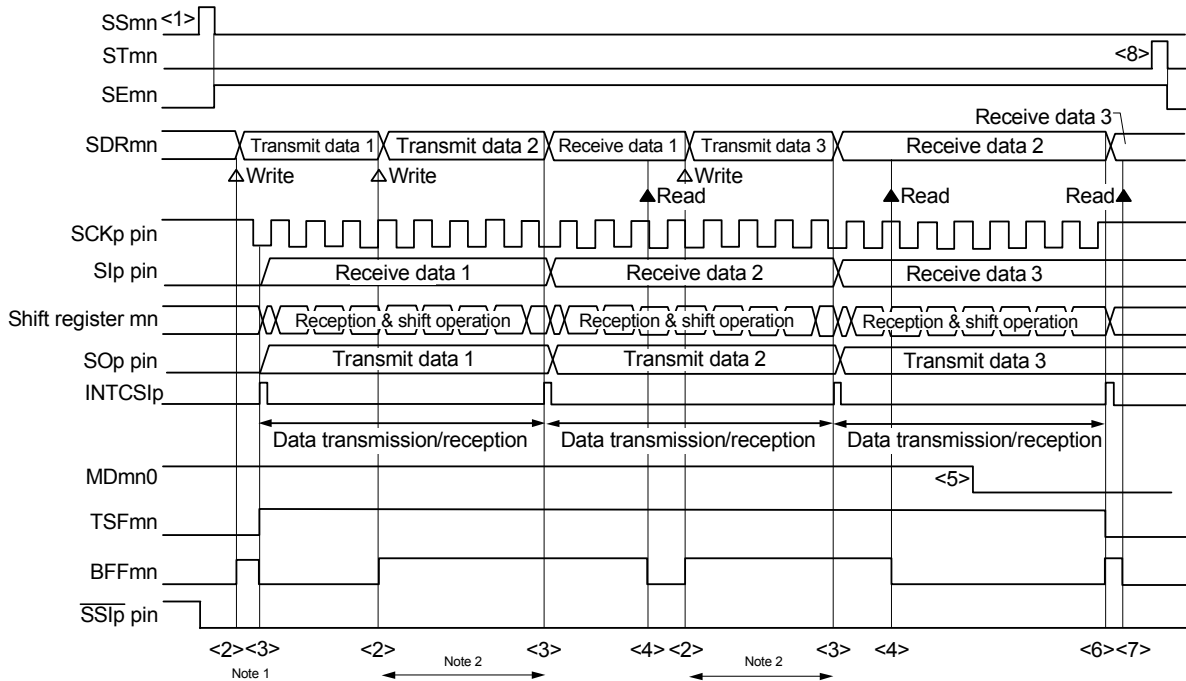 SSmn <1>
STmn <8>
SEmn
Receive data 3
SDRmn Transmit data 1 Transmit data 2 Receive data 1 Transmit data 3 Receive data 2
Write Write Write
Read Read Read
SCKp pin
SIp pin Receive data 1 Receive data 2 Receive data 3
Shift register mn Reception & shift operation Reception & shift operation Reception & shift operation
SOp pin Transmit data 1 Transmit data 2 Transmit data 3
INTCSIp
Data transmission/reception Data transmission/reception Data transmission/reception
MDmn0 <5>
TSFmn
BFFmn
SSIp pin
<2> <3> <2> <3> <4> <2> <3> <4> <6> <7>
Note 1 Note 2 Note 2